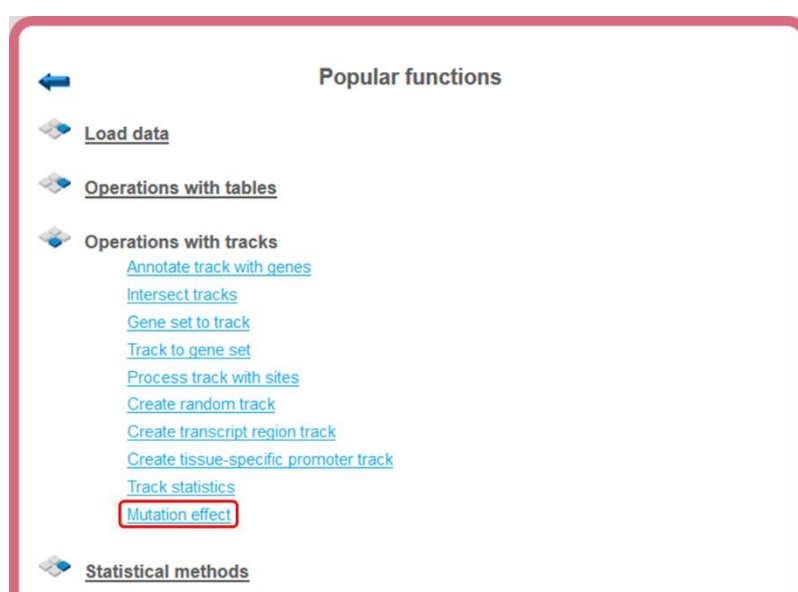 Popular functions
Load data
Operations with tables
Operations with tracks
Annotate track with genes
Intersect tracks
Gene set to track
Track to gene set
Process track with sites
Create random track
Create transcript region track
Create tissue-specific promoter track
Track statistics
Mutation effect
Statistical methods